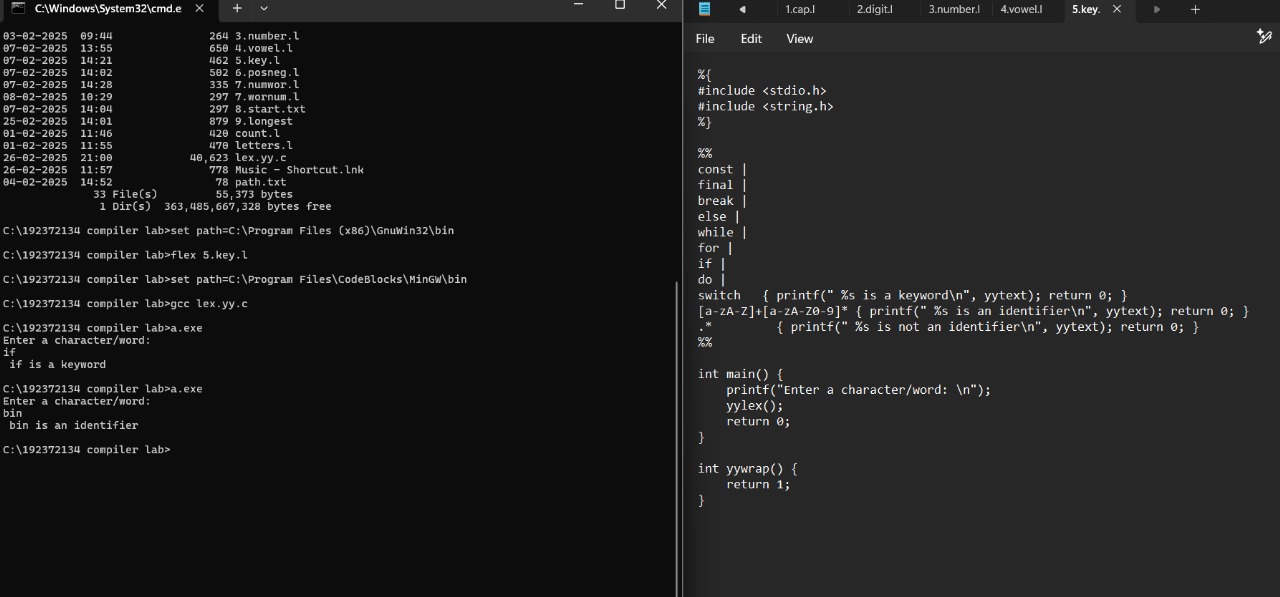 C:\Windows\System32\cmd.e
03-02-2025 09:44 264 3.number.l
07-02-2025 13:55 650 4.vowel.l
07-02-2025 14:21 462 5.key.l
07-02-2025 14:02 502 6.posneg.l
07-02-2025 14:28 335 7.numwor.l
08-02-2025 10:29 297 7.wornum.l
07-02-2025 14:04 297 8.start.txt
25-02-2025 14:01 879 9.longest
01-02-2025 11:46 420 count.l
01-02-2025 11:55 470 letters.l
26-02-2025 21:00 40,623 lex.yy.c
26-02-2025 11:57 778 Music - Shortcut.lnk
04-02-2025 14:52 78 path.txt
33 File(s) 55,373 bytes
1 Dir(s) 363,485,667,328 bytes free
C:\192372134 compiler lab>set path=C:\Program Files (x86)\GnuWin32\bin
C:\192372134 compiler lab>flex 5.key.l
C:\192372134 compiler lab>set path=C:\Program Files\CodeBlocks\MinGW\bin
C:\192372134 compiler lab>gcc lex.yy.c
C:\192372134 compiler lab>a.exe
Enter a character/word:
if
if is a keyword
C:\192372134 compiler lab>a.exe
Enter a character/word:
bin
bin is an identifier
C:\192372134 compiler lab>
1.cap.l 2.digit.l 3.number.l 4.vowel.l 5.key.
File Edit View
%{
#include <stdio.h>
#include <string.h>
%}
%%
const |
final |
break |
else |
while |
for |
if |
do |
switch { printf(" %s is a keyword\n", yytext); return 0; }
[a-zA-Z]+[a-zA-Z0-9]* { printf(" %s is an identifier\n", yytext); return 0; }
.* { printf(" %s is not an identifier\n", yytext); return 0; }
%%
int main() {
printf("Enter a character/word: \n");
yylex();
return 0;
}
int yywrap() {
return 1;
}